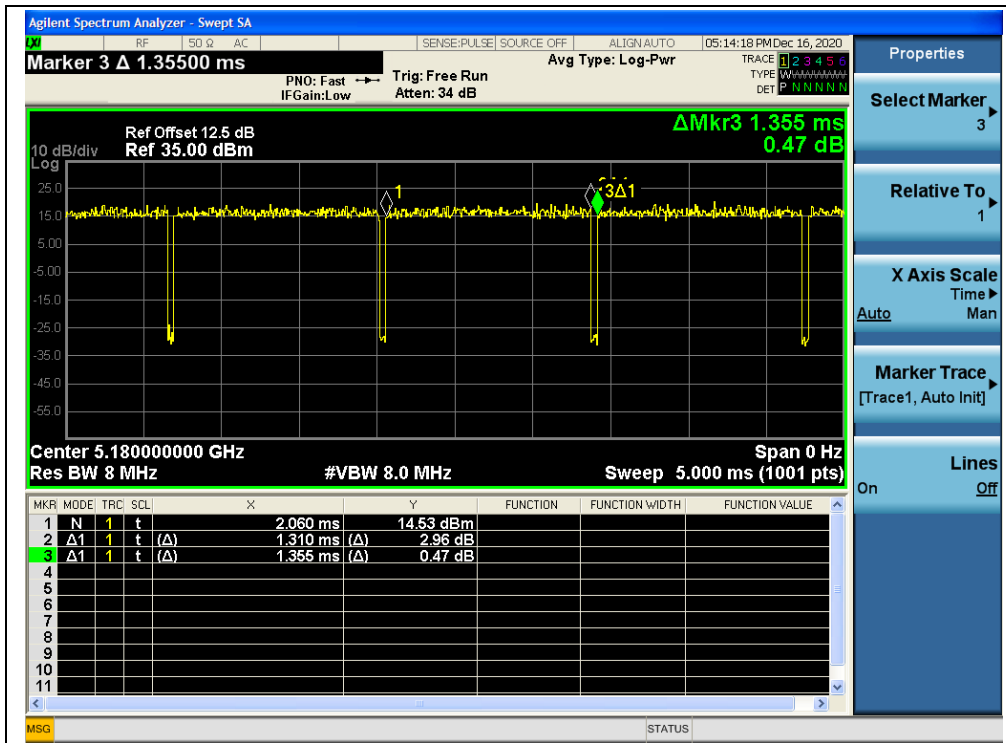 Agilent Spectrum Analyzer - Swept SA
LXI RF 50 Ω AC SENSE:PULSE SOURCE OFF ALIGN AUTO 05:14:18 PM Dec 16, 2020
Marker 3 Δ 1.35500 ms
PNO: Fast
IFGain:Low
Trig: Free Run
Atten: 34 dB
Avg Type: Log-Pwr
TRACE 1 2 3 4 5 6
TYPE
DET P N N N N N
ΔMkr3 1.355 ms
0.47 dB
Ref Offset 12.5 dB
Ref 35.00 dBm
10 dB/div
Log
25.0
15.0
5.00
-5.00
-15.0
-25.0
-35.0
-45.0
-55.0
1
3Δ1
Center 5.180000000 GHz
Span 0 Hz
Res BW 8 MHz
#VBW 8.0 MHz
Sweep 5.000 ms (1001 pts)
MKR MODE TRC SCL X Y FUNCTION FUNCTION WIDTH FUNCTION VALUE
1 N 1 t 2.060 ms 14.53 dBm
2 Δ1 1 t (Δ) 1.310 ms (Δ) 2.96 dB
3 Δ1 1 t (Δ) 1.355 ms (Δ) 0.47 dB
4
5
6
7
8
9
10
11
MSG
STATUS
Properties
Select Marker
3
Relative To
1
X Axis Scale
Time
Auto Man
Marker Trace
[Trace1, Auto Init]
Lines
On Off